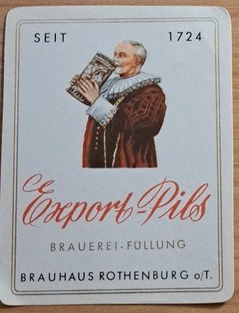 SEIT 1724
Export-Pils
BRAUEREI-FÜLLUNG
BRAUHAUS ROTHENBURG o/T.